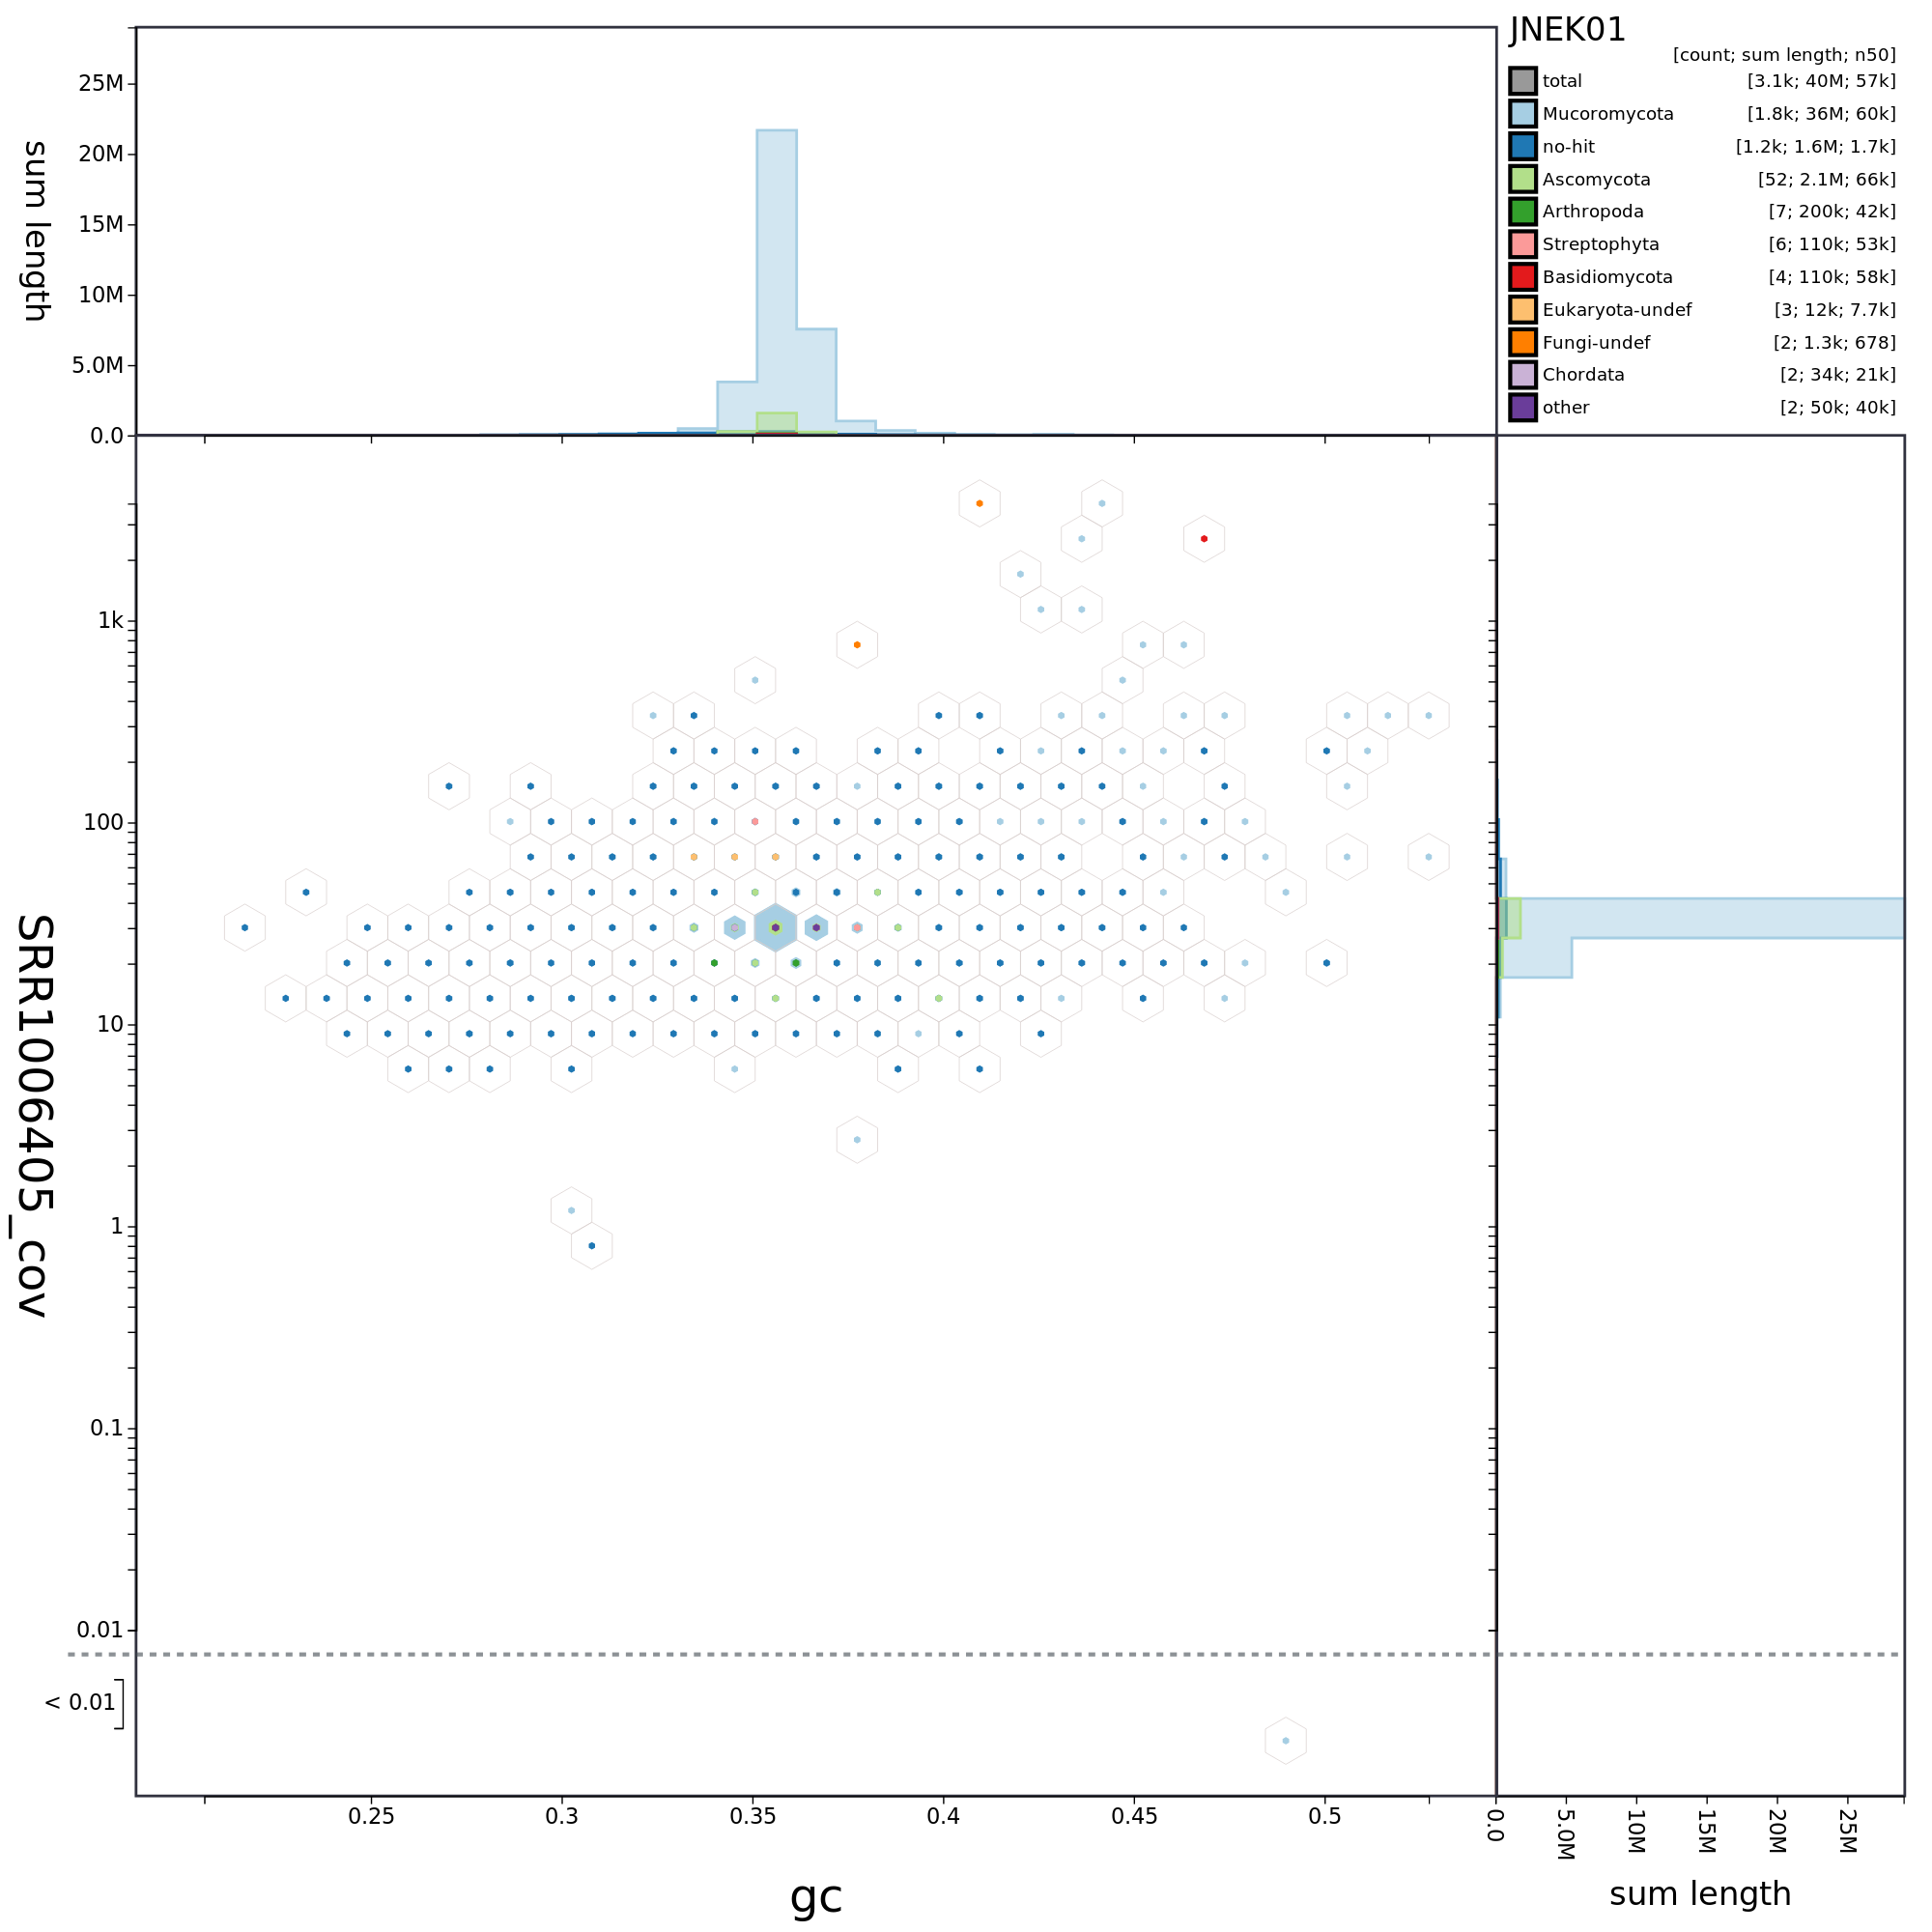 JNEK01
[count; sum length; n50]
total [3.1k; 40M; 57k]
Mucoromycota [1.8k; 36M; 60k]
no-hit [1.2k; 1.6M; 1.7k]
Ascomycota [52; 2.1M; 66k]
Arthropoda [7; 200k; 42k]
Streptophyta [6; 110k; 53k]
Basidiomycota [4; 110k; 58k]
Eukaryota-undef [3; 12k; 7.7k]
Fungi-undef [2; 1.3k; 678]
Chordata [2; 34k; 21k]
other [2; 50k; 40k]
sum length
25M
20M
15M
10M
5.0M
0.0
SRR1006405_cov
1k
100
10
1
0.1
0.01
< 0.01
0.25 0.3 0.35 0.4 0.45 0.5
gc
0.0 5.0M 10M 15M 20M 25M
sum length